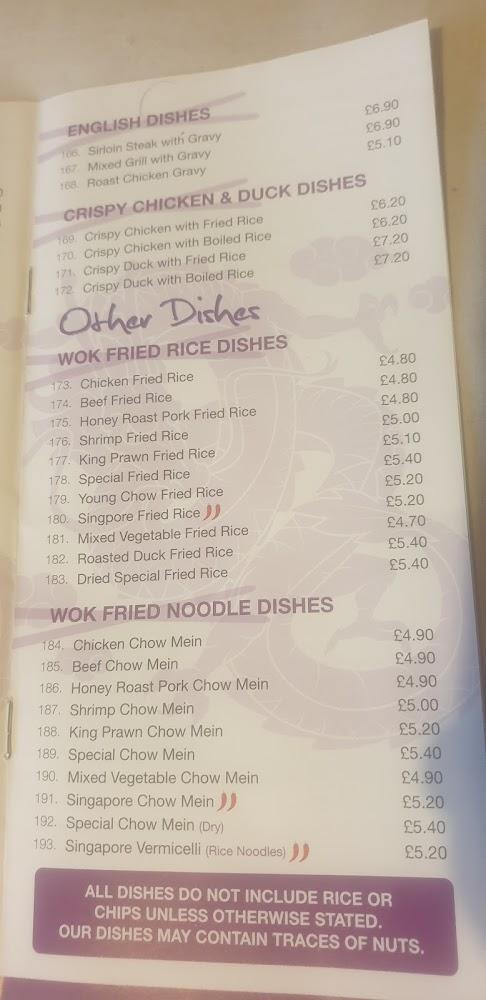 ENGLISH DISHES
166. Sirloin Steak with Gravy £6.90
167. Mixed Grill with Gravy £6.90
168. Roast Chicken Gravy £5.10
CRISPY CHICKEN & DUCK DISHES
169. Crispy Chicken with Fried Rice £6.20
170. Crispy Chicken with Boiled Rice £6.20
171. Crispy Duck with Fried Rice £7.20
172. Crispy Duck with Boiled Rice £7.20
Other Dishes
WOK FRIED RICE DISHES
173. Chicken Fried Rice £4.80
174. Beef Fried Rice £4.80
175. Honey Roast Pork Fried Rice £4.80
176. Shrimp Fried Rice £5.00
177. King Prawn Fried Rice £5.10
178. Special Fried Rice £5.40
179. Young Chow Fried Rice £5.20
180. Singpore Fried Rice £5.20
181. Mixed Vegetable Fried Rice £4.70
182. Roasted Duck Fried Rice £5.40
183. Dried Special Fried Rice £5.40
WOK FRIED NOODLE DISHES
184. Chicken Chow Mein £4.90
185. Beef Chow Mein £4.90
186. Honey Roast Pork Chow Mein £4.90
187. Shrimp Chow Mein £5.00
188. King Prawn Chow Mein £5.20
189. Special Chow Mein £5.40
190. Mixed Vegetable Chow Mein £4.90
191. Singapore Chow Mein £5.20
192. Special Chow Mein (Dry) £5.40
193. Singapore Vermicelli (Rice Noodles) £5.20
ALL DISHES DO NOT INCLUDE RICE OR
CHIPS UNLESS OTHERWISE STATED.
OUR DISHES MAY CONTAIN TRACES OF NUTS.